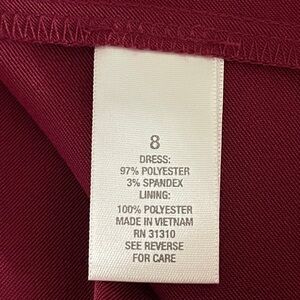 8
DRESS:
97% POLYESTER
3% SPANDEX
LINING:
100% POLYESTER
MADE IN VIETNAM
RN 31310
SEE REVERSE
FOR CARE